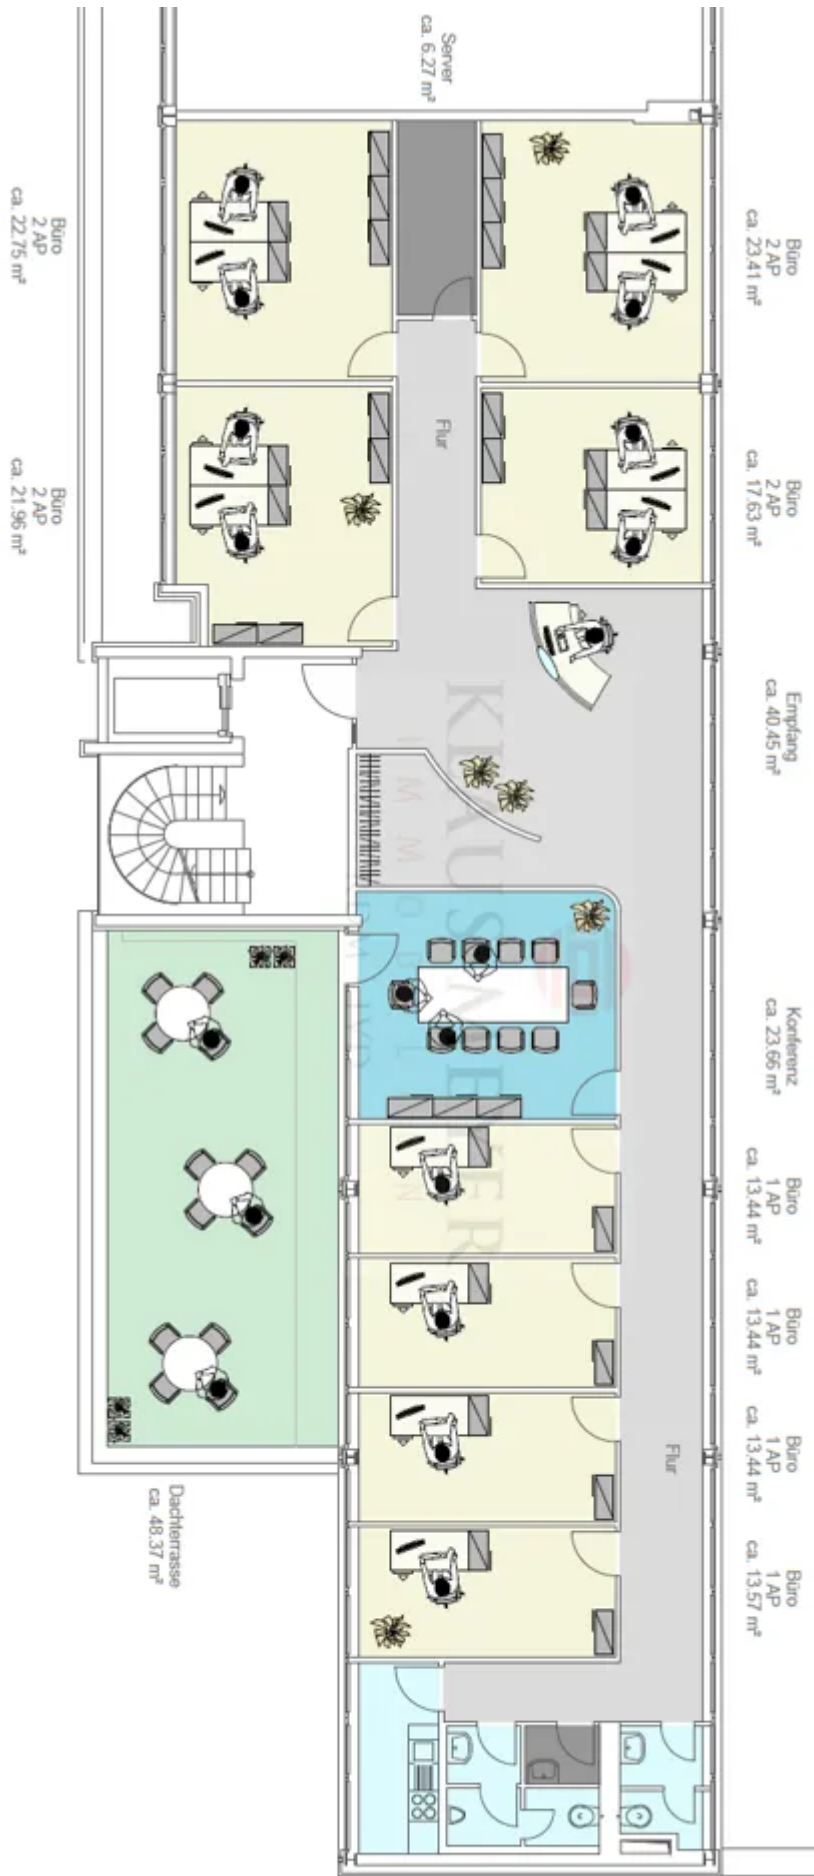 Server
ca. 6.27 m²
Büro
2 AP
ca. 23.41 m²
Büro
2 AP
ca. 22.75 m²
Flur
Büro
2 AP
ca. 17.63 m²
Büro
2 AP
ca. 21.96 m²
Empfang
ca. 40.45 m²
KLAUSMEIER
IMMOBILIEN
Konferenz
ca. 23.66 m²
Büro
1 AP
ca. 13.44 m²
Büro
1 AP
ca. 13.44 m²
Büro
1 AP
ca. 13.44 m²
Flur
Dachterrasse
ca. 48.37 m²
Büro
1 AP
ca. 13.57 m²